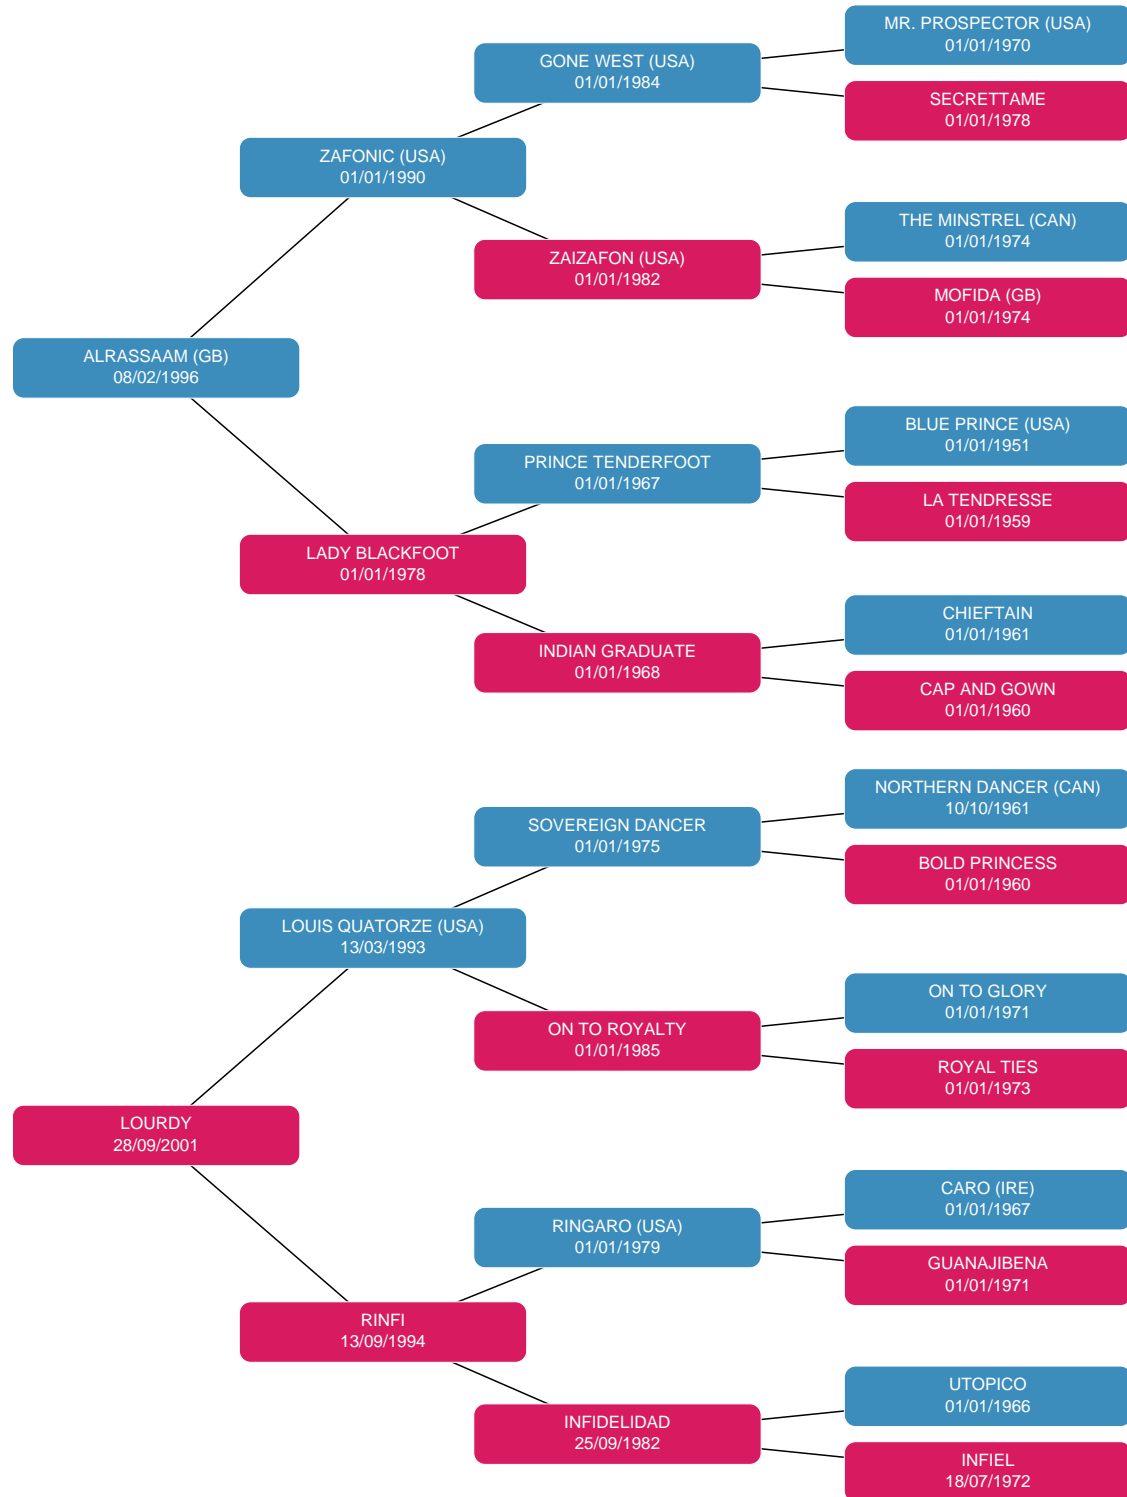 MR. PROSPECTOR (USA)
01/01/1970
GONE WEST (USA)
01/01/1984
SECRETTAME
01/01/1978
ZAFONIC (USA)
01/01/1990
THE MINSTREL (CAN)
01/01/1974
ZAIZAFON (USA)
01/01/1982
MOFIDA (GB)
01/01/1974
ALRASSAAM (GB)
08/02/1996
BLUE PRINCE (USA)
01/01/1951
PRINCE TENDERFOOT
01/01/1967
LA TENDRESSE
01/01/1959
LADY BLACKFOOT
01/01/1978
CHIEFTAIN
01/01/1961
INDIAN GRADUATE
01/01/1968
CAP AND GOWN
01/01/1960
NORTHERN DANCER (CAN)
10/10/1961
SOVEREIGN DANCER
01/01/1975
BOLD PRINCESS
01/01/1960
LOUIS QUATORZE (USA)
13/03/1993
ON TO GLORY
01/01/1971
ON TO ROYALTY
01/01/1985
ROYAL TIES
01/01/1973
LOURDY
28/09/2001
CARO (IRE)
01/01/1967
RINGARO (USA)
01/01/1979
GUANAJIBENA
01/01/1971
RINFI
13/09/1994
UTOPICO
01/01/1966
INFIDELIDAD
25/09/1982
INFIEL
18/07/1972